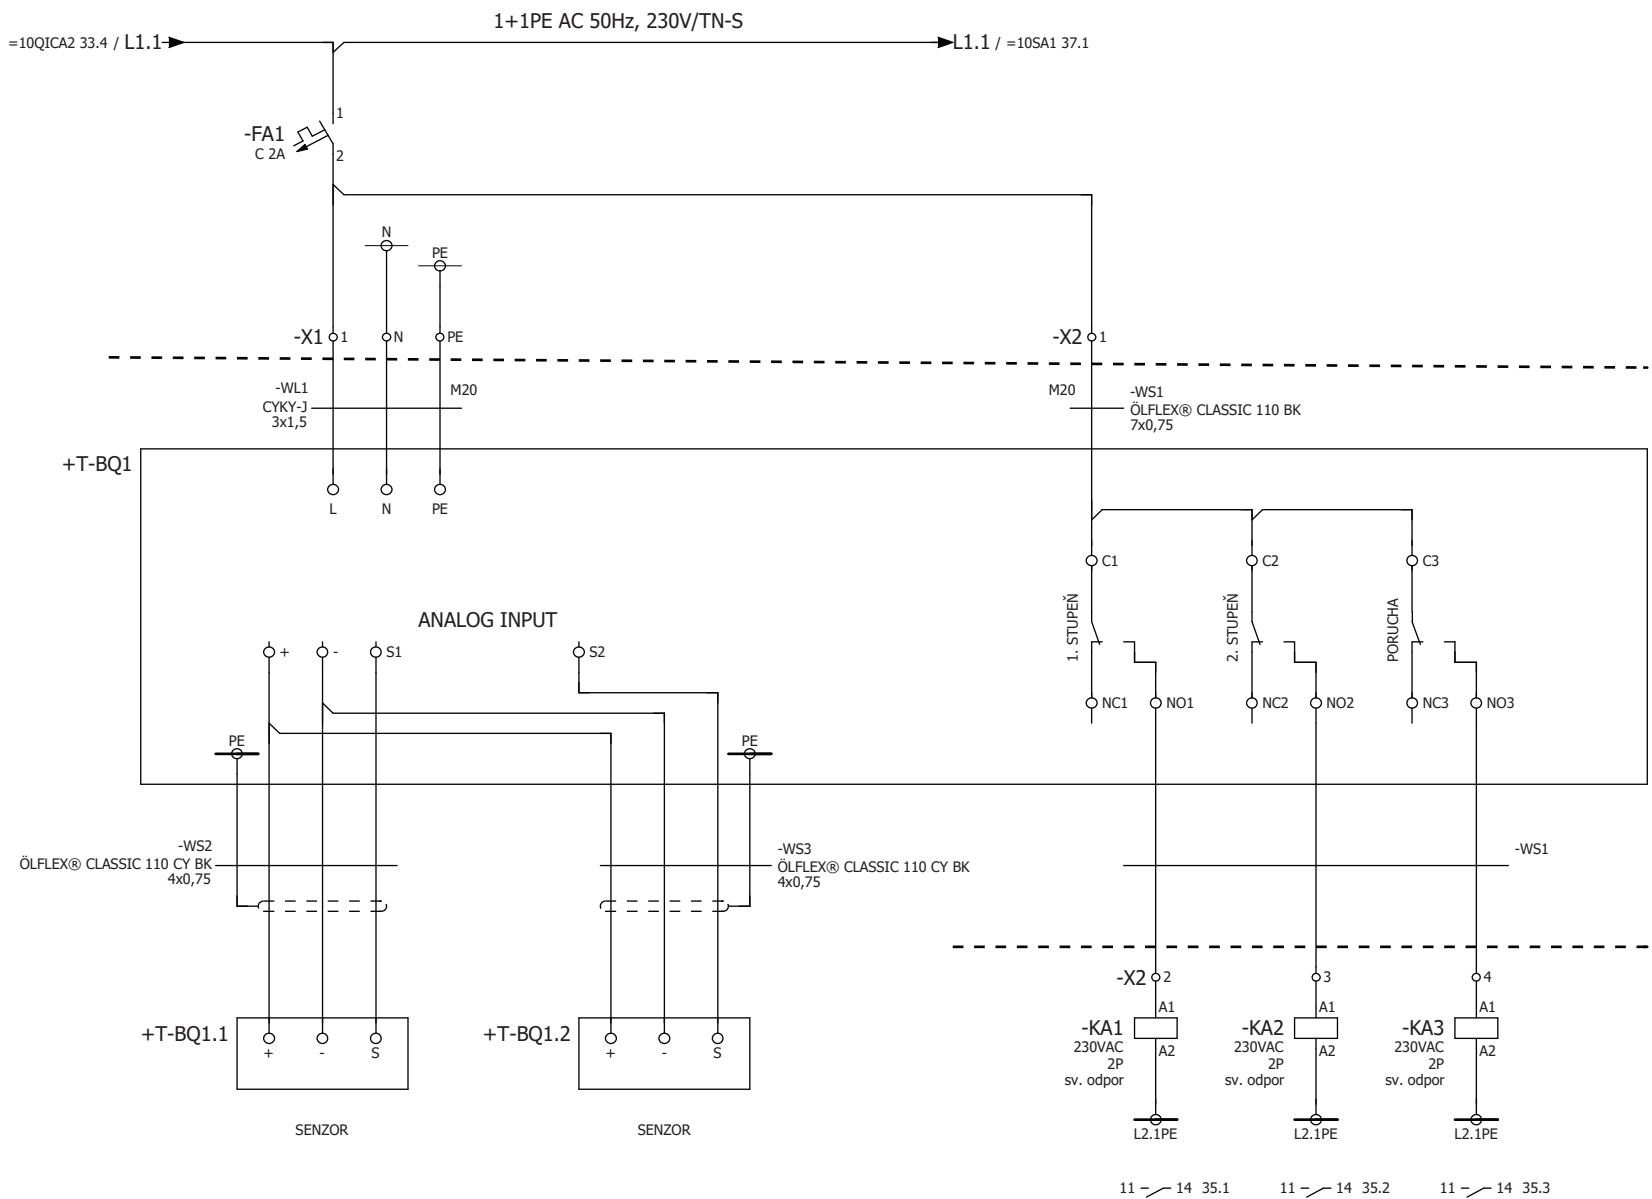 1+1PE AC 50Hz, 230V/TN-S
=10QICA2 33.4 / L1.1
L1.1 / =10SA1 37.1
1
-FA1
C 2A
2
N
PE
-X1 1
N
PE
-X2 1
-WL1
CYKY-J
3x1,5
M20
M20
-WS1
ÖLFLEX® CLASSIC 110 BK
7x0,75
+T-BQ1
L
N
PE
C1
C2
C3
1. STUPEŇ
2. STUPEŇ
PORUCHA
ANALOG INPUT
+
-
S1
S2
NC1
NO1
NC2
NO2
NC3
NO3
PE
PE
-WS2
ÖLFLEX® CLASSIC 110 CY BK
4x0,75
-WS3
ÖLFLEX® CLASSIC 110 CY BK
4x0,75
-WS1
-X2 2
3
4
+T-BQ1.1
+
-
S
SENZOR
+T-BQ1.2
+
-
S
SENZOR
A1
-KA1
230VAC
2P
sv. odpor
A2
L2.1PE
A1
-KA2
230VAC
2P
sv. odpor
A2
L2.1PE
A1
-KA3
230VAC
2P
sv. odpor
A2
L2.1PE
11 14 35.1
11 14 35.2
11 14 35.3